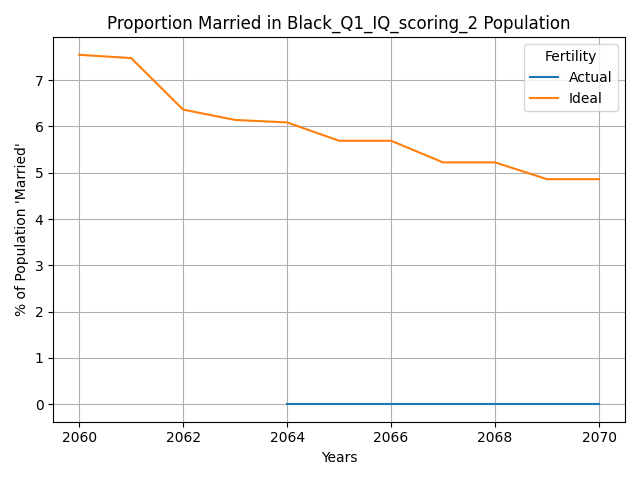 Proportion Married in Black_Q1_IQ_scoring_2 Population
Fertility
Actual
Ideal
% of Population 'Married'
7
6
5
4
3
2
1
0
2060 2062 2064 2066 2068 2070
Years